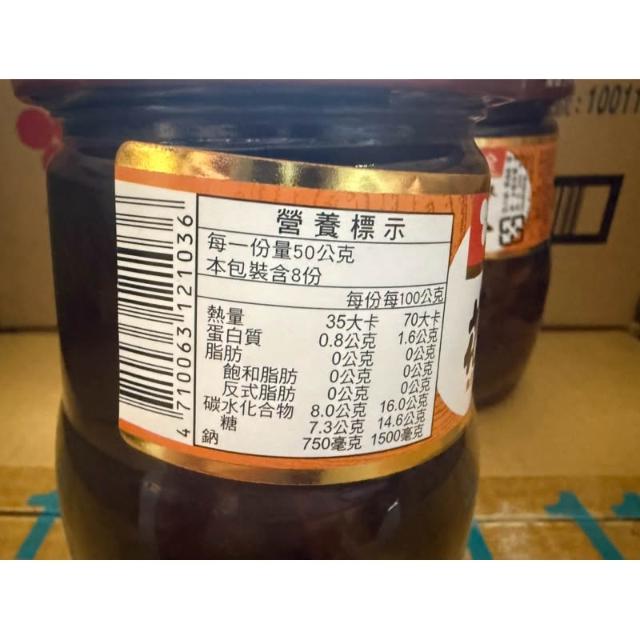 : 10011
營養標示
每一份量50公克
本包裝含8份
每份 每100公克
熱量 35大卡 70大卡
蛋白質 0.8公克 1.6公克
脂肪 0公克 0公克
飽和脂肪 0公克 0公克
反式脂肪 0公克 0公克
碳水化合物 8.0公克 16.0公克
糖 7.3公克 14.6公克
鈉 750毫克 1500毫克
4 710063 121036